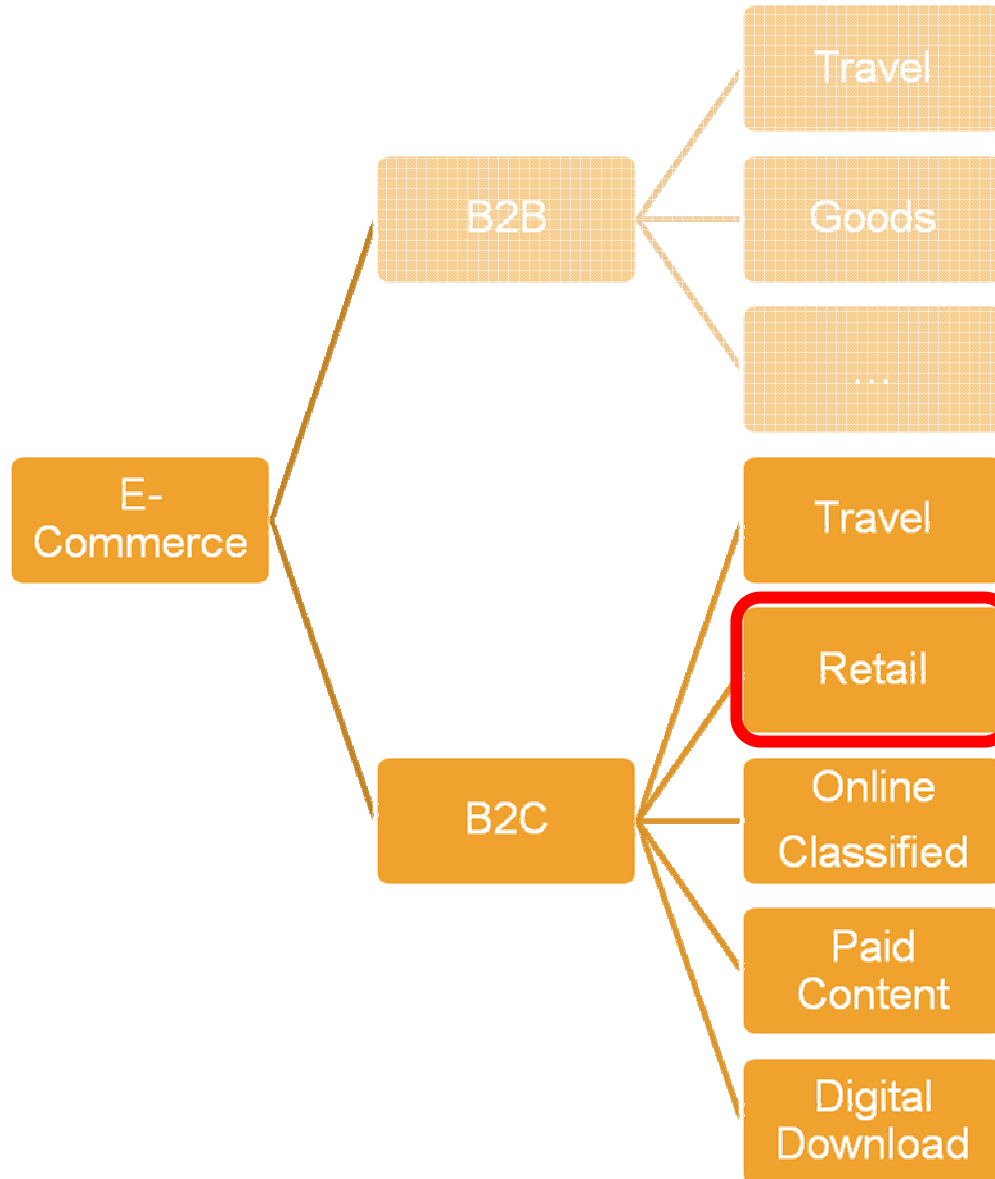 Travel
B2B
Goods
...
E-
Commerce
Travel
Retail
Online
Classified
B2C
Paid
Content
Digital
Download